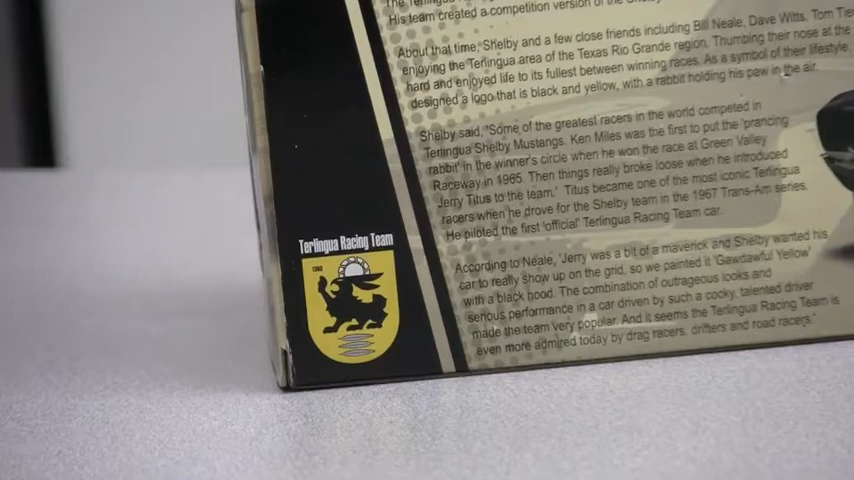 The Terlingua
His team created a competition version of the Shelby
About that time, Shelby and a few close friends including Bill Neale, Dave Witts, Tom
enjoying the Terlingua area of the Texas Rio Grande region. Thumbing their nose at the
hard and enjoyed life to its fullest between winning races. As a symbol of their lifestyle,
designed a logo that is black and yellow, with a rabbit holding his paw in the air.
Shelby said, 'Some of the greatest racers in the world competed in
Terlingua Shelby Mustangs. Ken Miles was the first to put the 'prancing
rabbit' in the winner's circle when he won the race at Green Valley
Raceway in 1965. Then things really broke loose when he introduced
Jerry Titus to the team.' Titus became one of the most iconic Terlingua
racers when he drove for the Shelby team in the 1967 Trans-Am series.
He piloted the first 'official' Terlingua Racing Team car.
According to Neale, 'Jerry was a bit of a maverick and Shelby wanted his
car to really show up on the grid, so we painted it 'Gawdawful Yellow'
with a black hood. The combination of outrageous looks and
serious performance in a car driven by such a cocky, talented driver
made the team very popular. And it seems the Terlingua Racing Team is
even more admired today by drag racers, drifters and road racers.'
Terlingua Racing Team